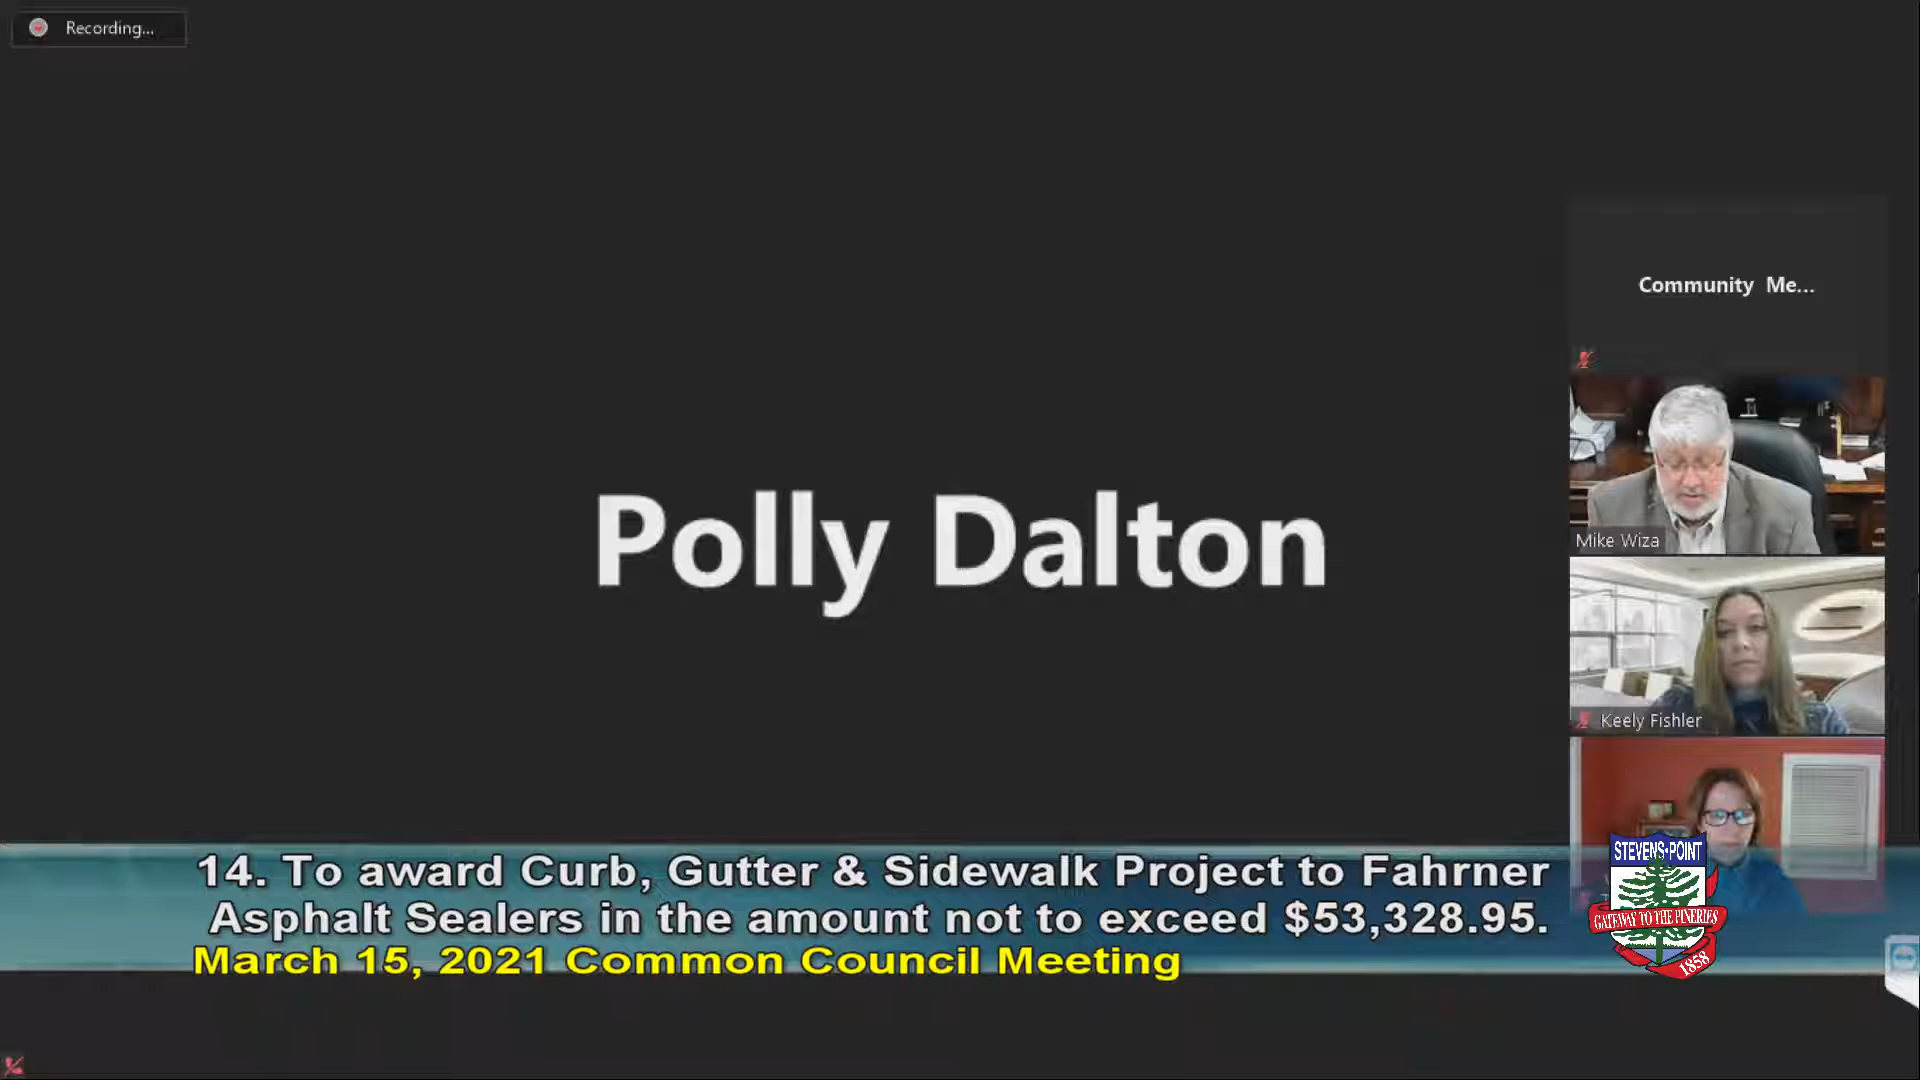 Recording...
Community Me...
Mike Wiza
Polly Dalton
Keely Fishler
14. To award Curb, Gutter & Sidewalk Project to Fahrner
Asphalt Sealers in the amount not to exceed $53,328.95.
March 15, 2021 Common Council Meeting
STEVENS·POINT
GATEWAY TO THE PINERIES
1858